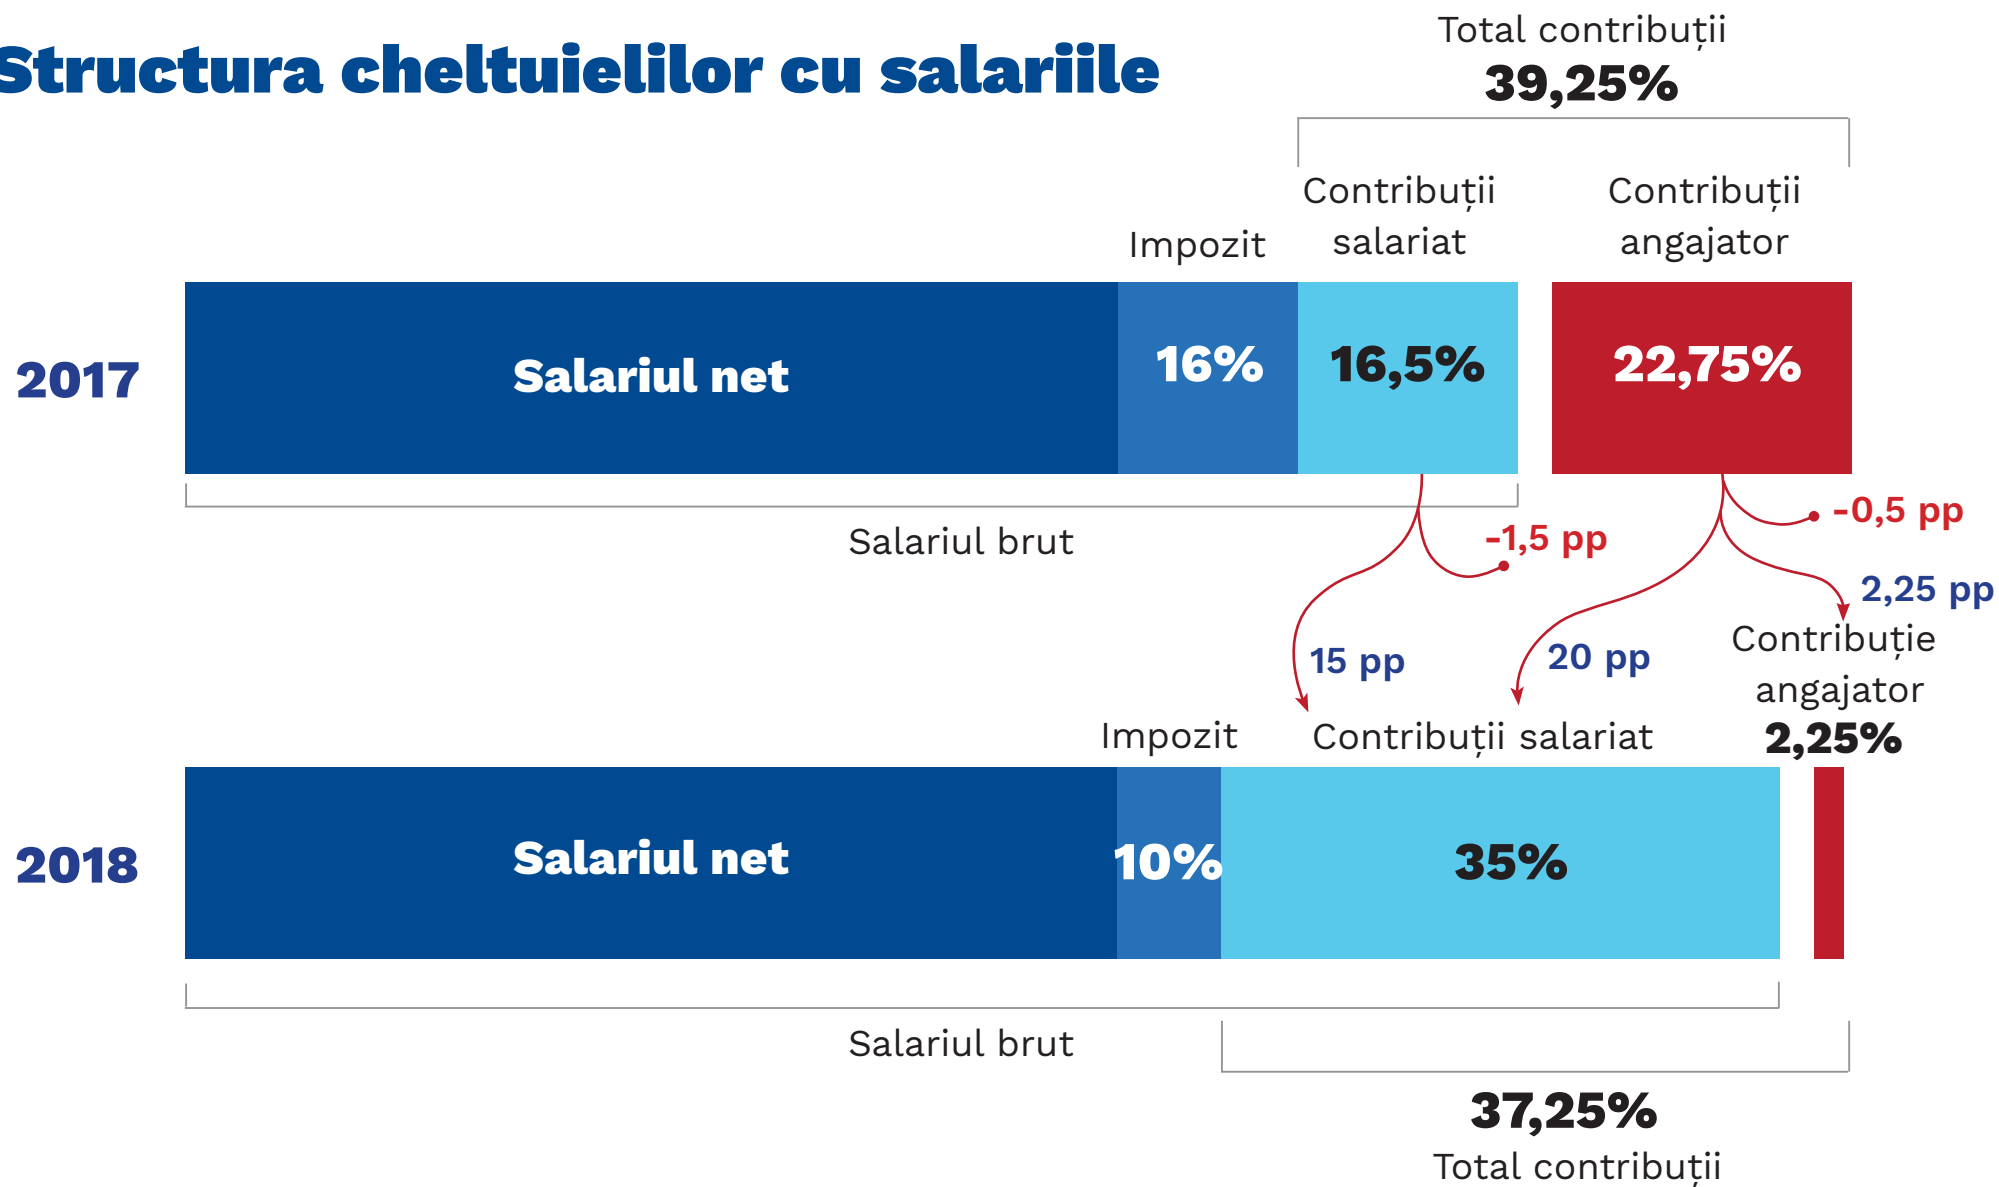 Structura cheltuielilor cu salariile
Total contribuții
39,25%
Impozit
Contribuții
salariat
Contribuții
angajator
2017
Salariul net
16%
16,5%
22,75%
Salariul brut
-1,5 pp
-0,5 pp
15 pp
20 pp
2,25 pp
Impozit
Contribuții salariat
Contribuție
angajator
2,25%
2018
Salariul net
10%
35%
Salariul brut
37,25%
Total contribuții